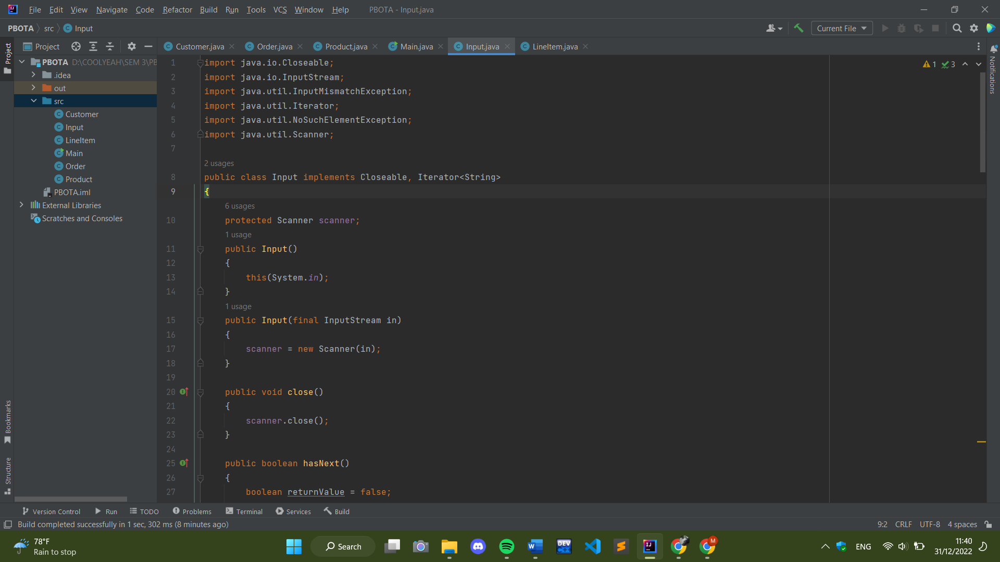 File Edit View Navigate Code Refactor Build Run Tools VCS Window Help PBOTA - Input.java
PBOTA src Input
Current File
Project
Customer.java Order.java Product.java Main.java Input.java LineItem.java
Project
PBOTA D:\COOLYEAH\SEM 3\PB
.idea
out
src
Customer
Input
LineItem
Main
Order
Product
PBOTA.iml
External Libraries
Scratches and Consoles
Bookmarks
Structure
1 import java.io.Closeable;
2 import java.io.InputStream;
3 import java.util.InputMismatchException;
4 import java.util.Iterator;
5 import java.util.NoSuchElementException;
6 import java.util.Scanner;
7
2 usages
8 public class Input implements Closeable, Iterator<String>
9 {
6 usages
10 protected Scanner scanner;
1 usage
11 public Input()
12 {
13 this(System.in);
14 }
1 usage
15 public Input(final InputStream in)
16 {
17 scanner = new Scanner(in);
18 }
19
20 public void close()
21 {
22 scanner.close();
23 }
24
25 public boolean hasNext()
26 {
27 boolean returnValue = false;
1 3
Notifications
Version Control Run TODO Problems Terminal Services Build
Build completed successfully in 1 sec, 302 ms (8 minutes ago)
9:2 CRLF UTF-8 4 spaces
78°F
Rain to stop
Search
W
DEV
C++
IJ
M
ENG
11:40
31/12/2022